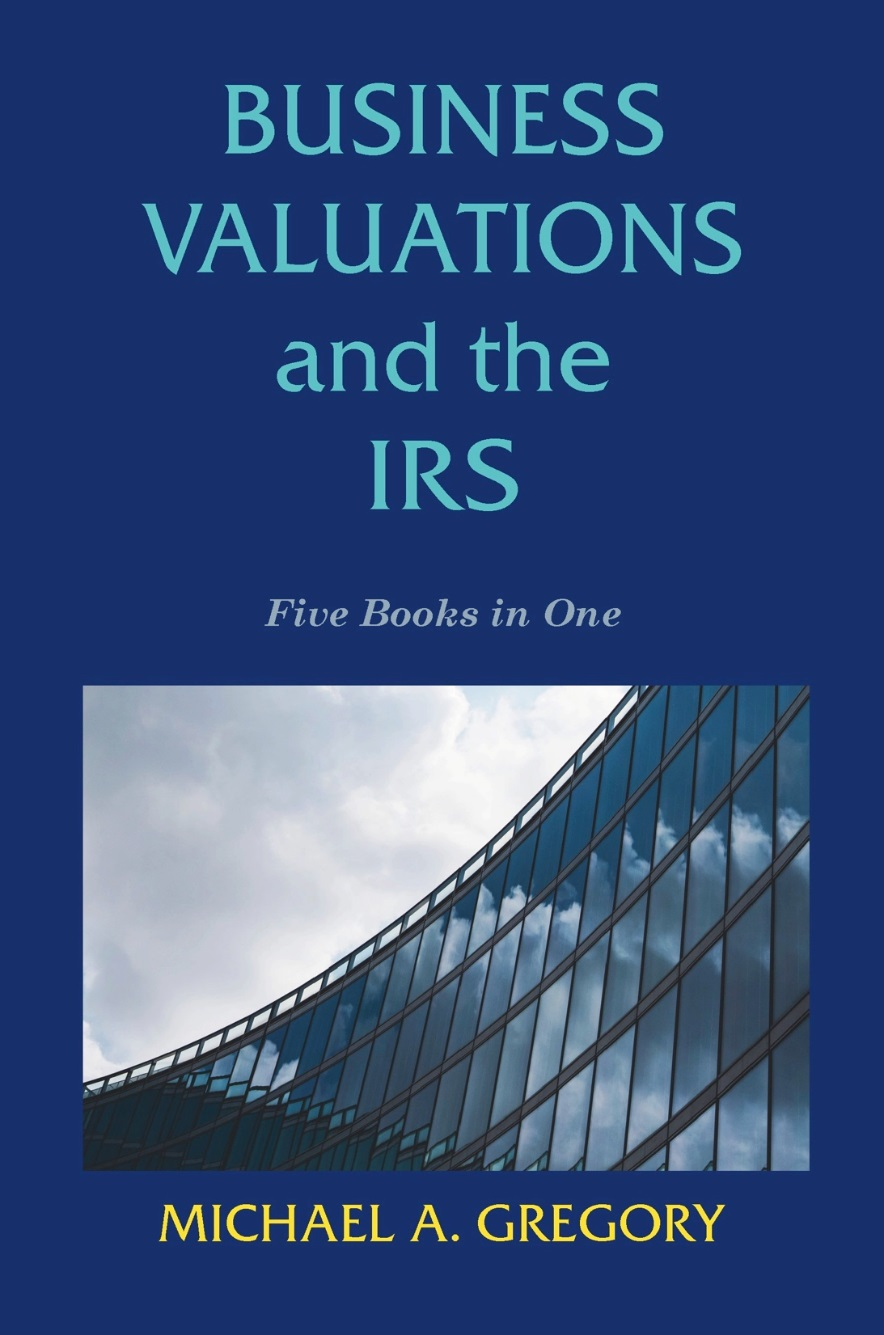 BUSINESS
VALUATIONS
and the
IRS
Five Books in One
MICHAEL A. GREGORY